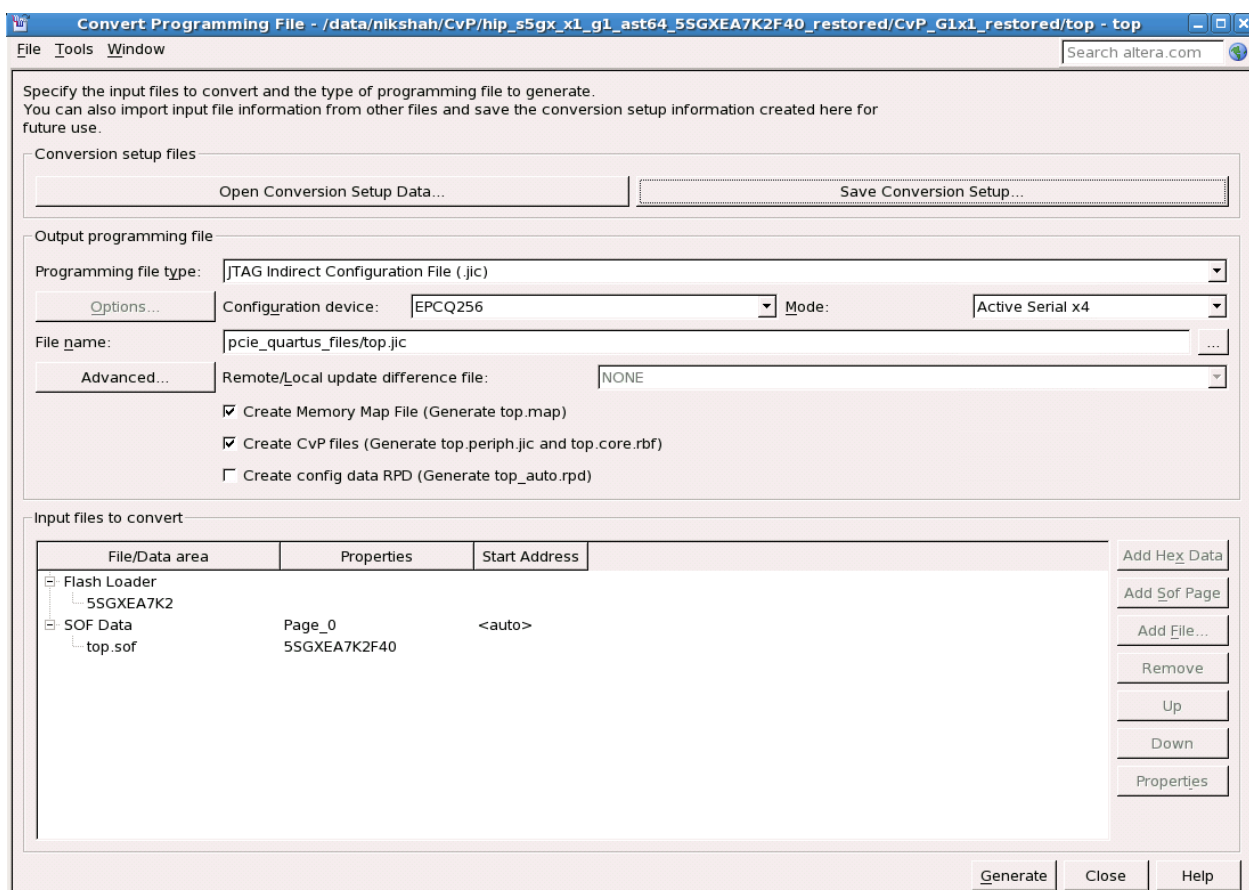 Convert Programming File - /data/nikshah/CvP/hip_s5gx_x1_g1_ast64_5SGXEA7K2F40_restored/CvP_G1x1_restored/top - top
File Tools Window
Search altera.com
Specify the input files to convert and the type of programming file to generate.
You can also import input file information from other files and save the conversion setup information created here for
future use.
Conversion setup files
Open Conversion Setup Data...
Save Conversion Setup...
Output programming file
Programming file type: JTAG Indirect Configuration File (.jic)
Options... Configuration device: EPCQ256 Mode: Active Serial x4
File name: pcie_quartus_files/top.jic ...
Advanced... Remote/Local update difference file: NONE
Create Memory Map File (Generate top.map)
Create CvP files (Generate top.periph.jic and top.core.rbf)
Create config data RPD (Generate top_auto.rpd)
Input files to convert
File/Data area Properties Start Address
Flash Loader
5SGXEA7K2
SOF Data Page_0 <auto>
top.sof 5SGXEA7K2F40
Add Hex Data
Add Sof Page
Add File...
Remove
Up
Down
Properties
Generate Close Help